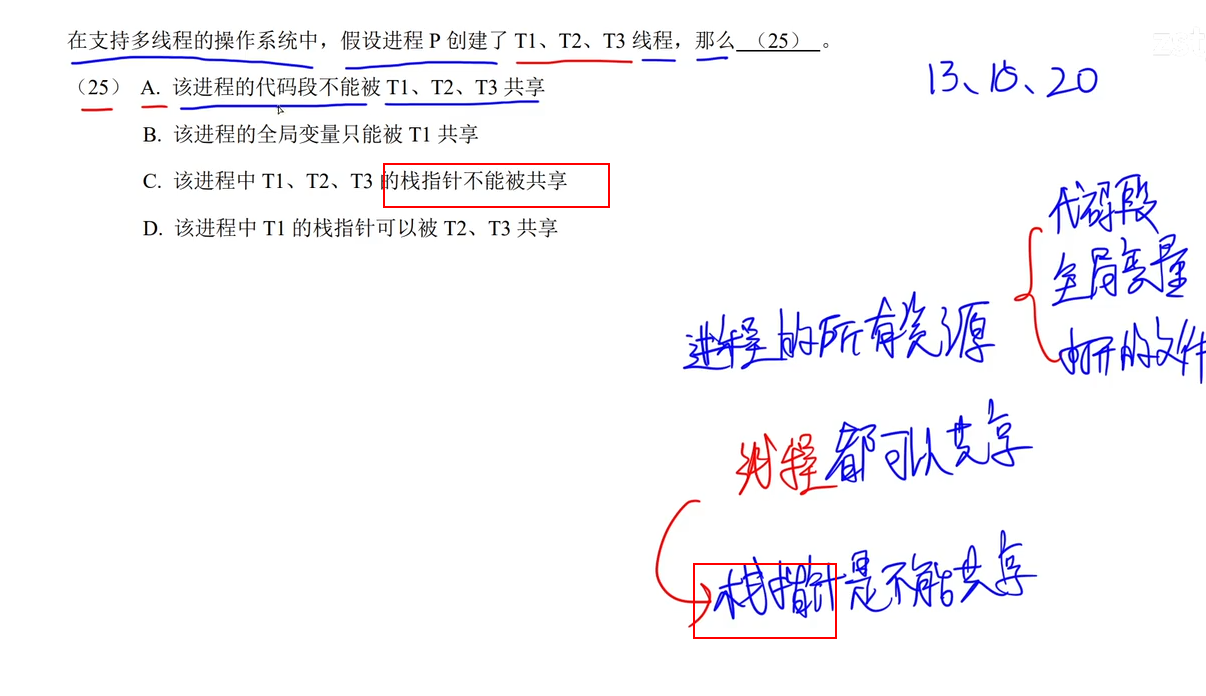 在支持多线程的操作系统中，假设进程 P 创建了 T1、T2、T3 线程，那么 （25） 。
（25） A. 该进程的代码段不能被 T1、T2、T3 共享
B. 该进程的全局变量只能被 T1 共享
C. 该进程中 T1、T2、T3 的栈指针不能被共享
D. 该进程中 T1 的栈指针可以被 T2、T3 共享
13、15、20
代码段
全局变量
打开的文件
进程的所有资源
线程都可以共享
栈指针是不能共享